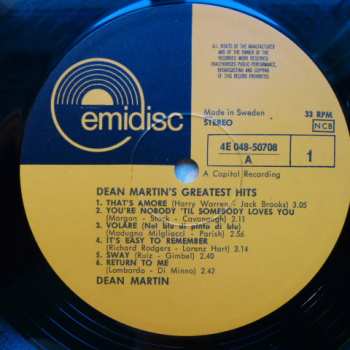 ALL RIGHTS OF THE MANUFACTURER
AND OF THE OWNER OF THE
RECORDED WORK RESERVED
UNAUTHORISED PUBLIC PERFORMANCE,
BROADCASTING AND COPYING
OF THIS RECORD PROHIBITED
emidisc
Made in Sweden
STEREO
33 RPM
NCB
4E 048-50708
A
1
A Capitol Recording
DEAN MARTIN'S GREATEST HITS
1. THAT'S AMORE (Harry Warren - Jack Brooks) 3.05
2. YOU'RE NOBODY 'TIL SOMEBODY LOVES YOU
(Morgan - Stock - Cavanaugh) 2.13
3. VOLARE (Nel blu di pinto di blu)
(Modugno Migliacci - Parish) 2.56
4. IT'S EASY TO REMEMBER
(Richard Rodgers - Lorenz Hart) 3.14
5. SWAY (Ruiz - Gimbel) 2.40
6. RETURN TO ME
(Lombardo - Di Minno) 2.42
DEAN MARTIN